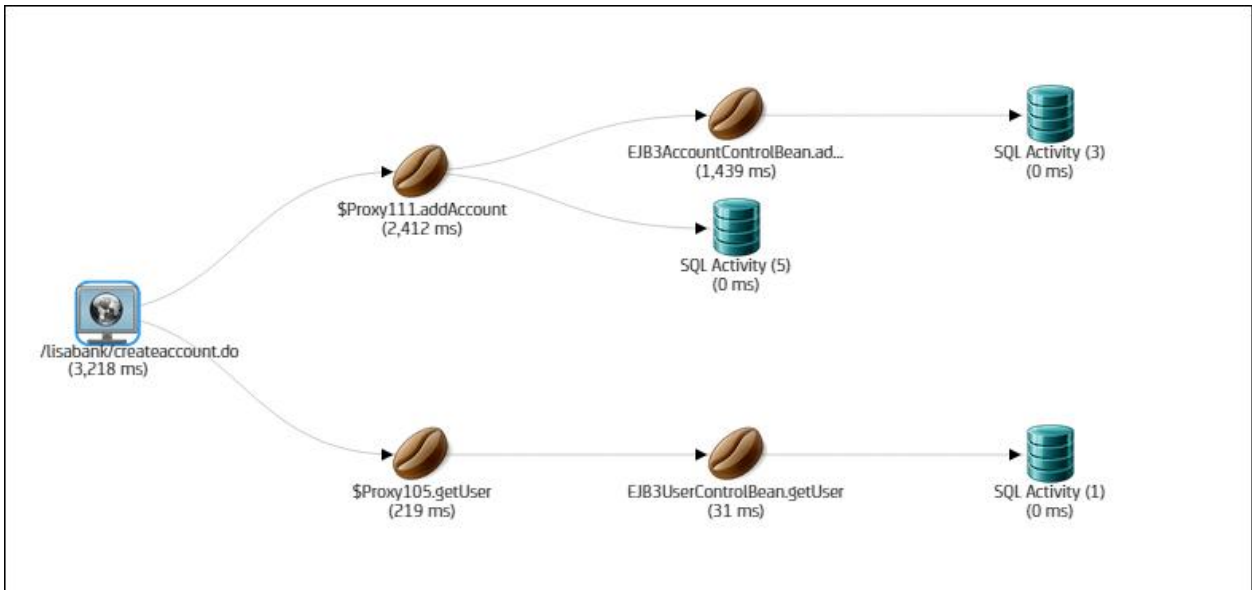 EJB3AccountControlBean.ad...
(1,439 ms)
SQL Activity (3)
(0 ms)
$Proxy111.addAccount
(2,412 ms)
SQL Activity (5)
(0 ms)
/lisabank/createaccount.do
(3,218 ms)
$Proxy105.getUser
(219 ms)
EJB3UserControlBean.getUser
(31 ms)
SQL Activity (1)
(0 ms)